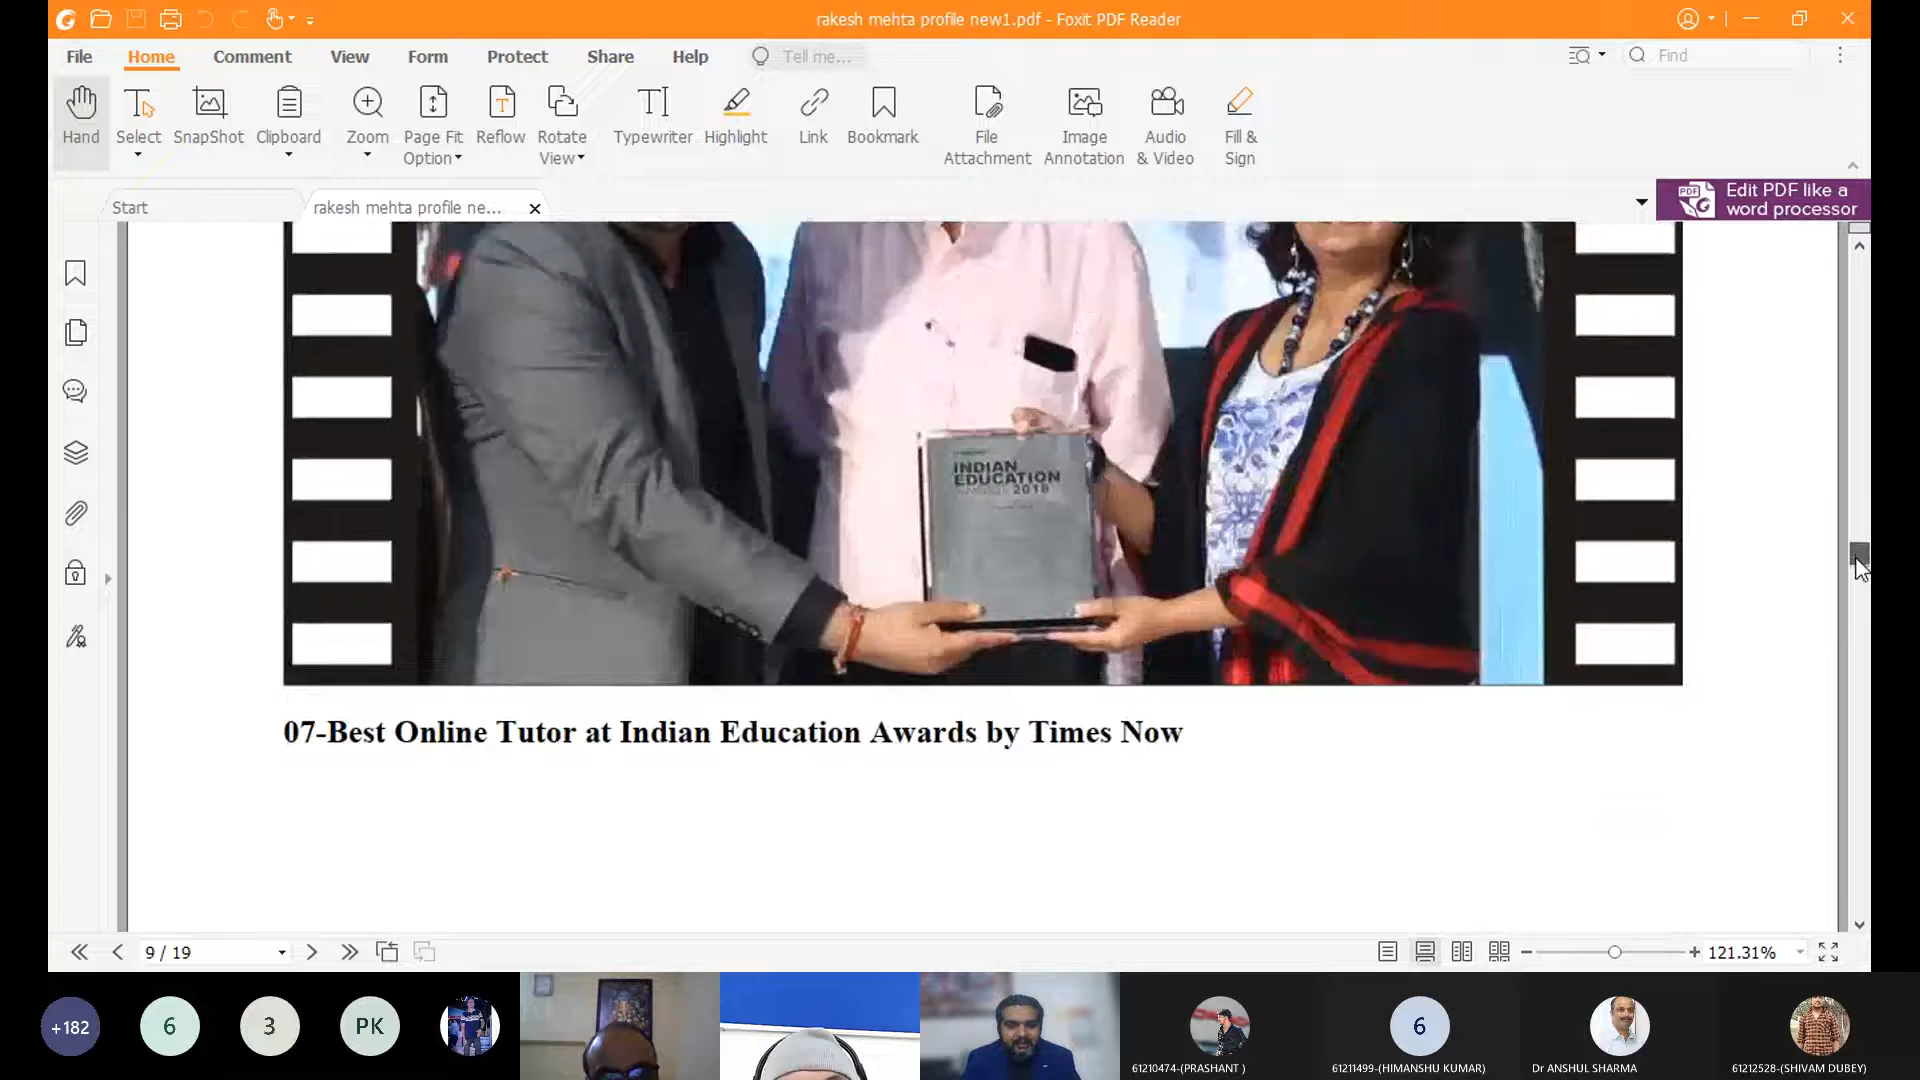 rakesh mehta profile new1.pdf - Foxit PDF Reader
File Home Comment View Form Protect Share Help Tell me... Find
Hand Select SnapShot Clipboard Zoom Page Fit Option Reflow Rotate View Typewriter Highlight Link Bookmark File Attachment Image Annotation Audio & Video Fill & Sign
Start rakesh mehta profile ne...
PDF Edit PDF like a
word processor
INDIAN
EDUCATION
2018
07-Best Online Tutor at Indian Education Awards by Times Now
9 / 19 121.31%
+182 6 3 PK 6
61210474-(PRASHANT ) 61211499-(HIMANSHU KUMAR) Dr ANSHUL SHARMA 61212528-(SHIVAM DUBEY)